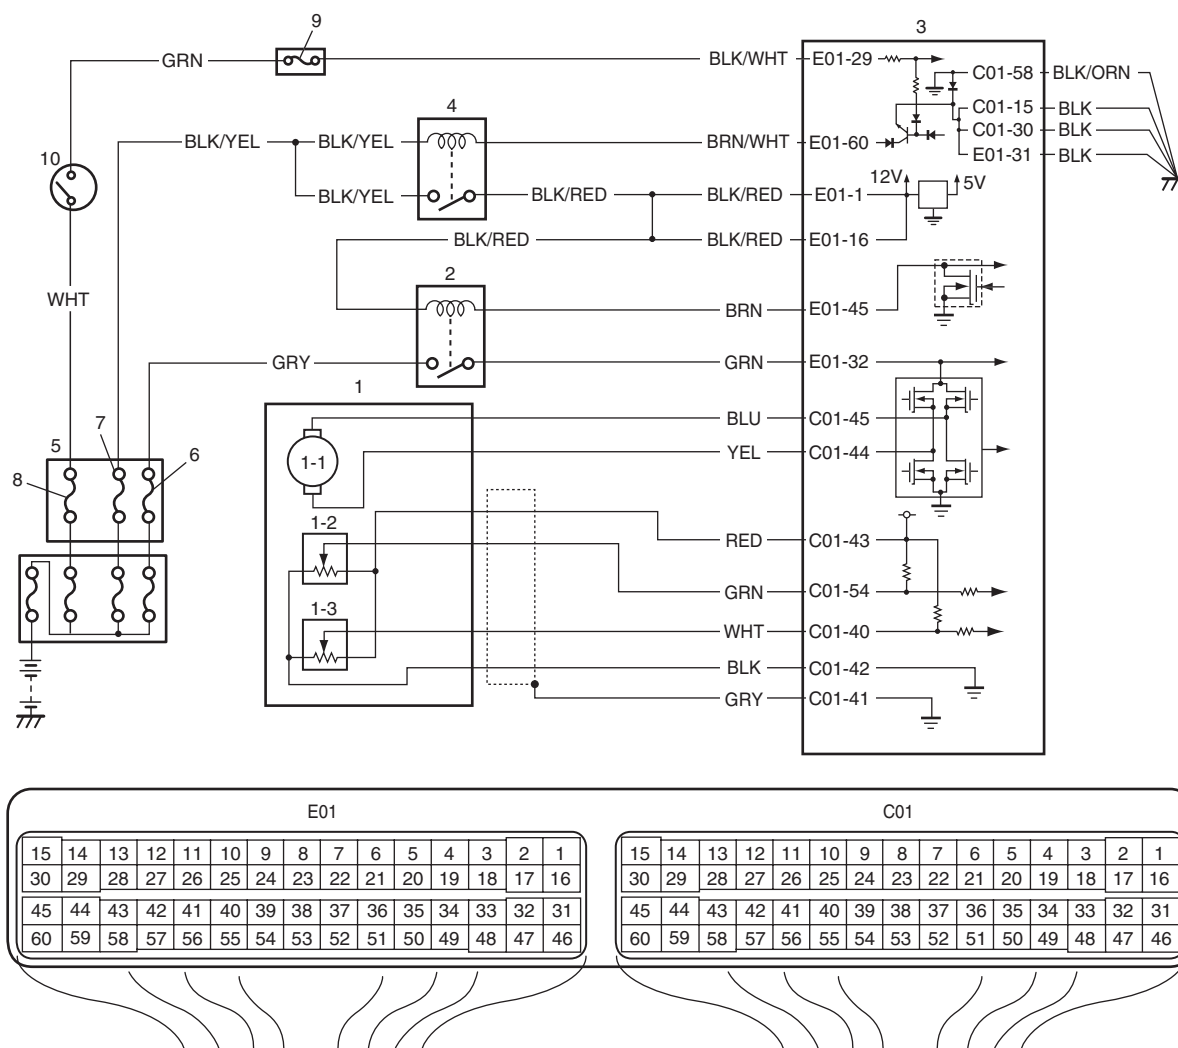 9
3
GRN
BLK/WHT
E01-29
C01-58
BLK/ORN
4
C01-15
BLK
BLK/YEL
BLK/YEL
BRN/WHT
E01-60
C01-30
BLK
10
E01-31
BLK
12V
5V
BLK/YEL
BLK/RED
BLK/RED
E01-1
BLK/RED
BLK/RED
E01-16
2
WHT
BRN
E01-45
GRY
GRN
E01-32
1
BLU
C01-45
7
5
6
YEL
C01-44
1-1
8
1-2
RED
C01-43
GRN
C01-54
1-3
WHT
C01-40
BLK
C01-42
GRY
C01-41
E01
C01
15 14 13 12 11 10 9 8 7 6 5 4 3 2 1
15 14 13 12 11 10 9 8 7 6 5 4 3 2 1
30 29 28 27 26 25 24 23 22 21 20 19 18 17 16
30 29 28 27 26 25 24 23 22 21 20 19 18 17 16
45 44 43 42 41 40 39 38 37 36 35 34 33 32 31
45 44 43 42 41 40 39 38 37 36 35 34 33 32 31
60 59 58 57 56 55 54 53 52 51 50 49 48 47 46
60 59 58 57 56 55 54 53 52 51 50 49 48 47 46